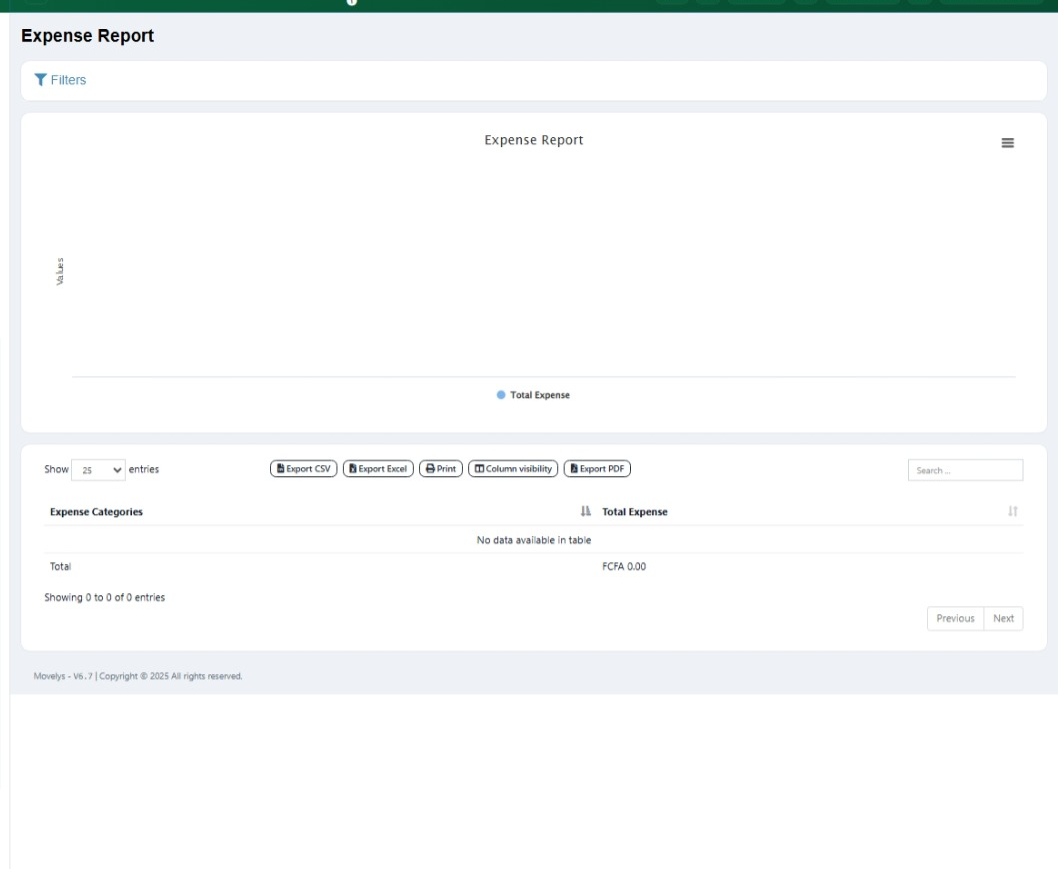 Expense Report
Filters
Expense Report
Values
Total Expense
Show 25 entries Export CSV Export Excel Print Column visibility Export PDF Search ...
Expense Categories Total Expense
No data available in table
Total FCFA 0.00
Showing 0 to 0 of 0 entries
Previous Next
Movelys - V6.7 | Copyright © 2025 All rights reserved.